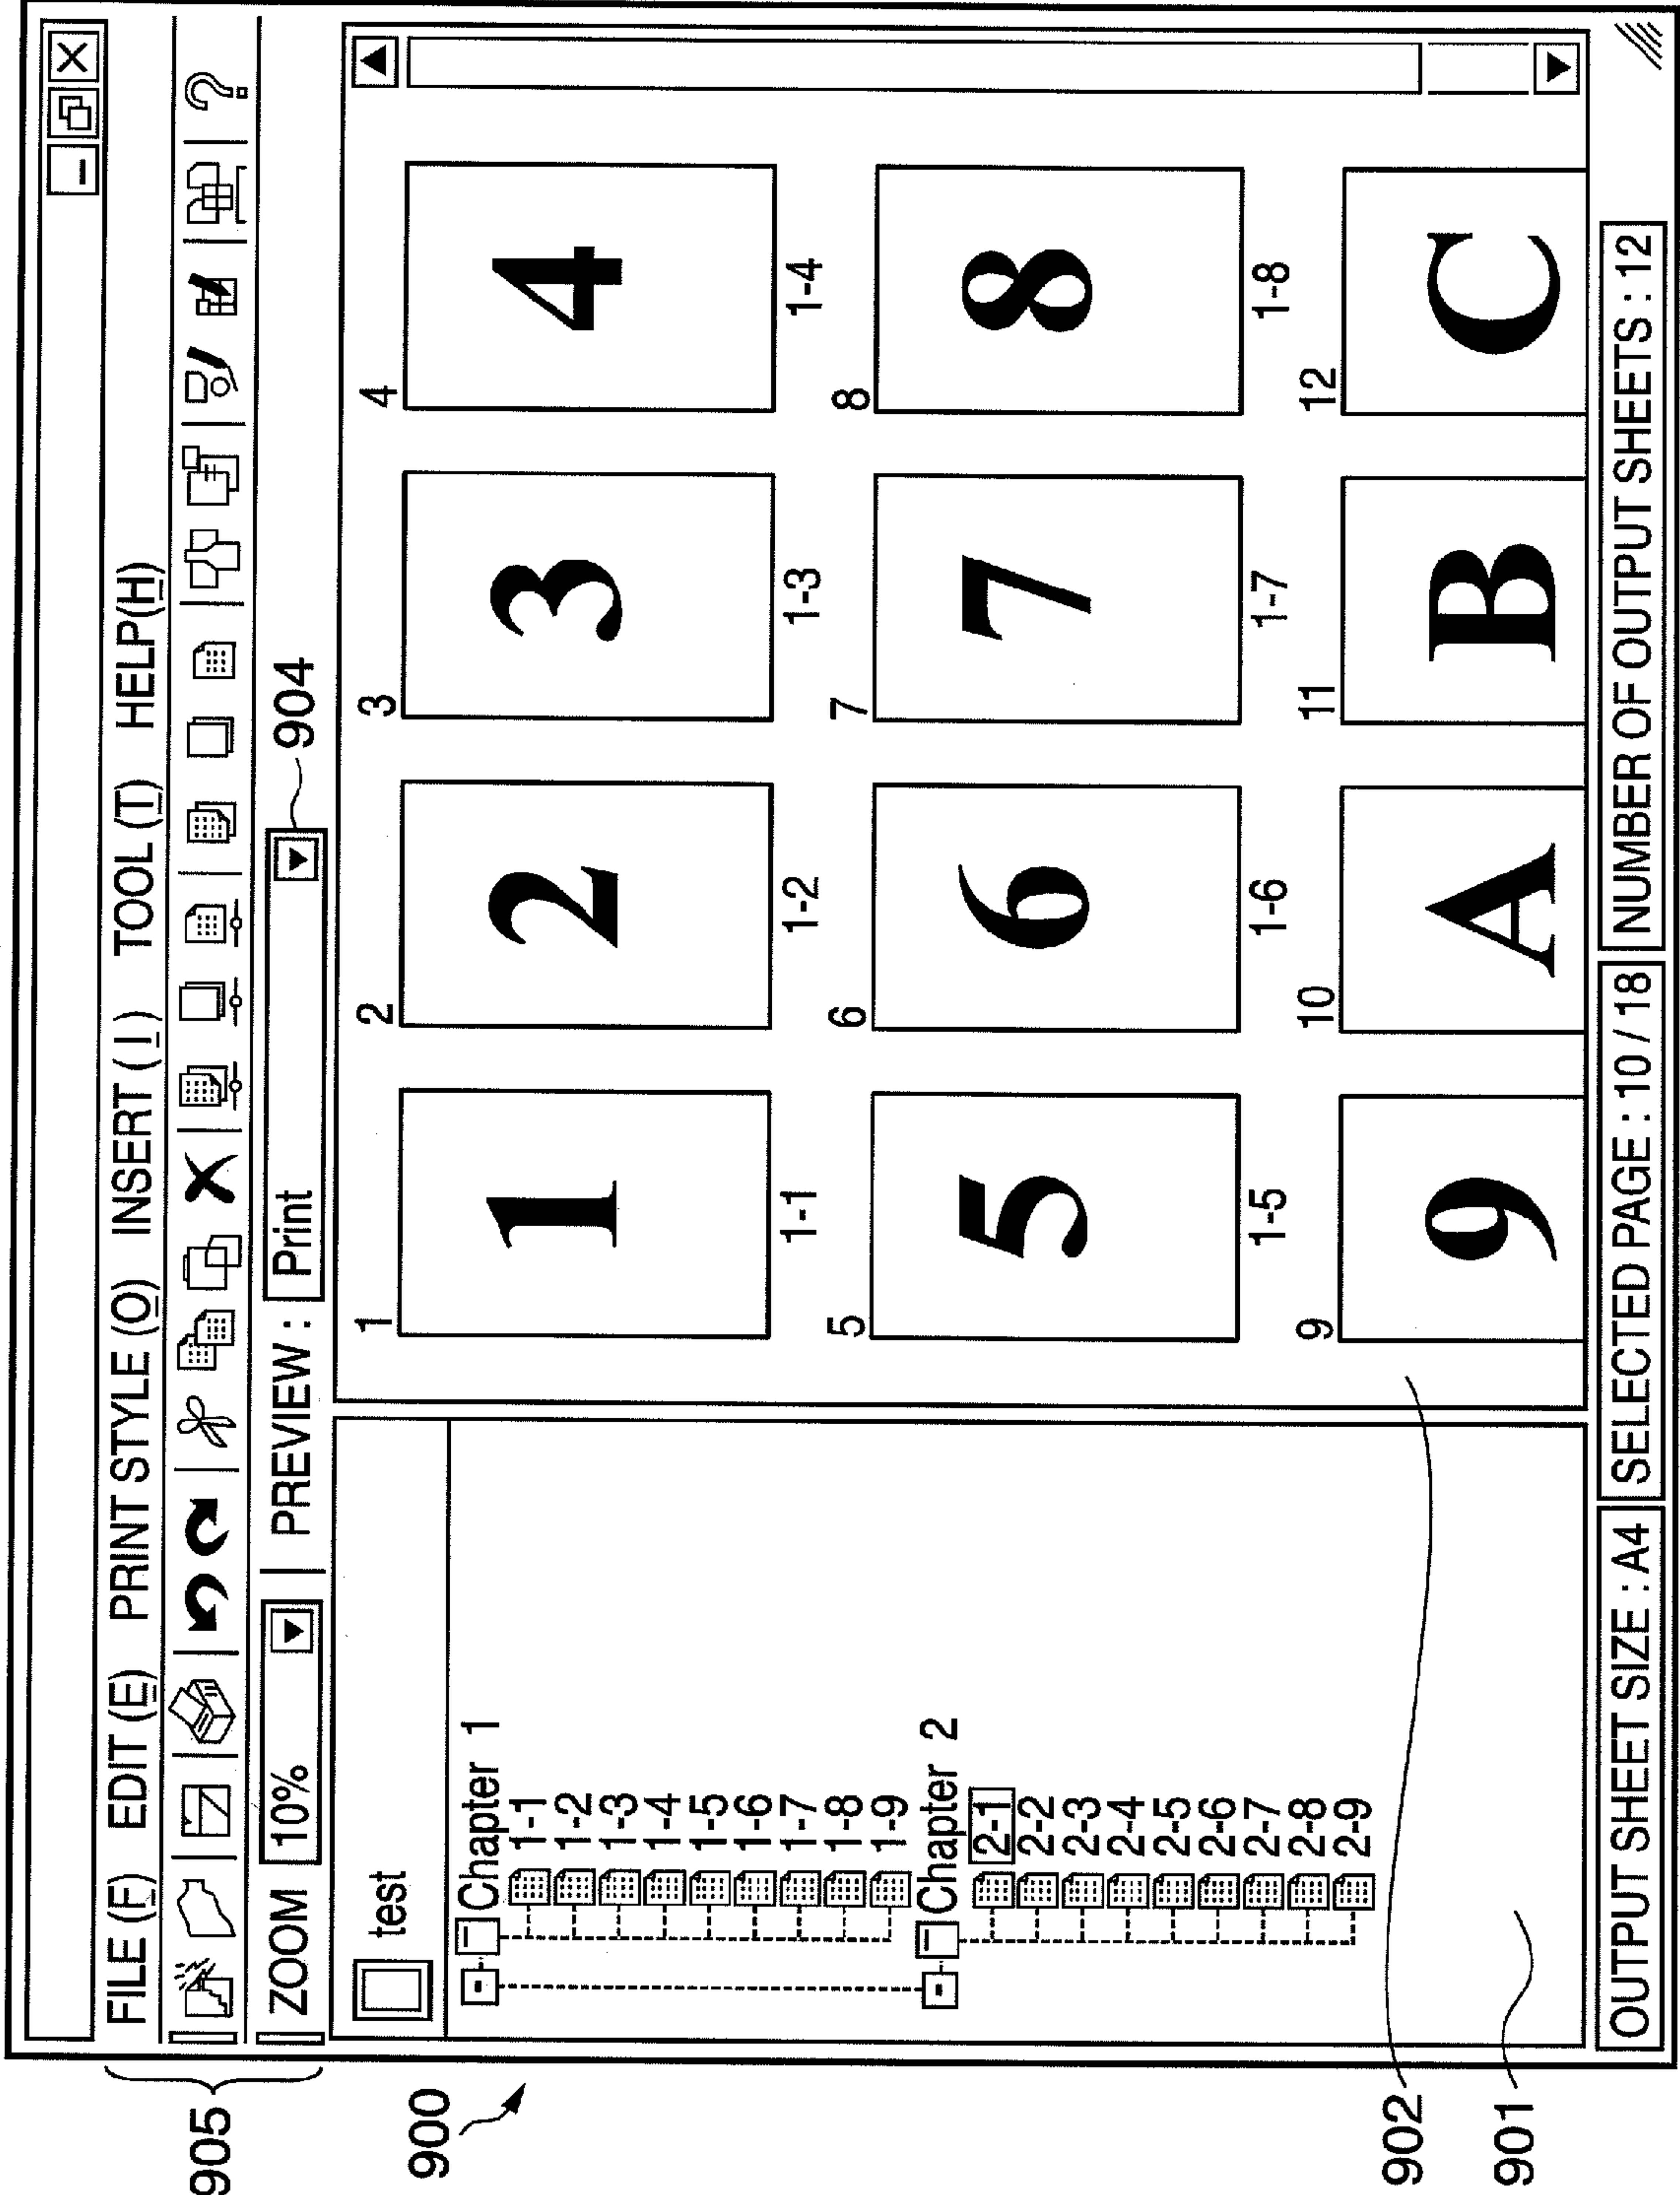 FILE (F) EDIT (E) PRINT STYLE (O) INSERT ( I ) TOOL (T) HELP(H)
905
?
ZOOM 10% PREVIEW : Print
904
900
test
Chapter 1
1-1
1-2
1-3
1-4
1-5
1-6
1-7
1-8
1-9
Chapter 2
2-1
2-2
2-3
2-4
2-5
2-6
2-7
2-8
2-9
1 2 3 4
1 2 3 4
1-1 1-2 1-3 1-4
5 6 7 8
5 6 7 8
1-5 1-6 1-7 1-8
9 10 11 12
9 A B C
902
901
OUTPUT SHEET SIZE : A4 SELECTED PAGE : 10 / 18 NUMBER OF OUTPUT SHEETS : 12